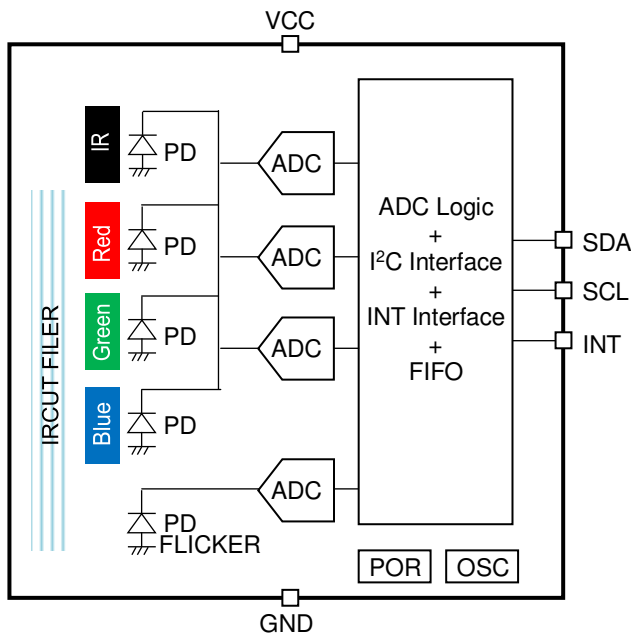 VCC
IR
PD
ADC
Red
PD
ADC
Green
PD
ADC
Blue
PD
IRCUT FILER
ADC
PD
FLICKER
ADC Logic
+
I²C Interface
+
INT Interface
+
FIFO
SDA
SCL
INT
POR
OSC
GND